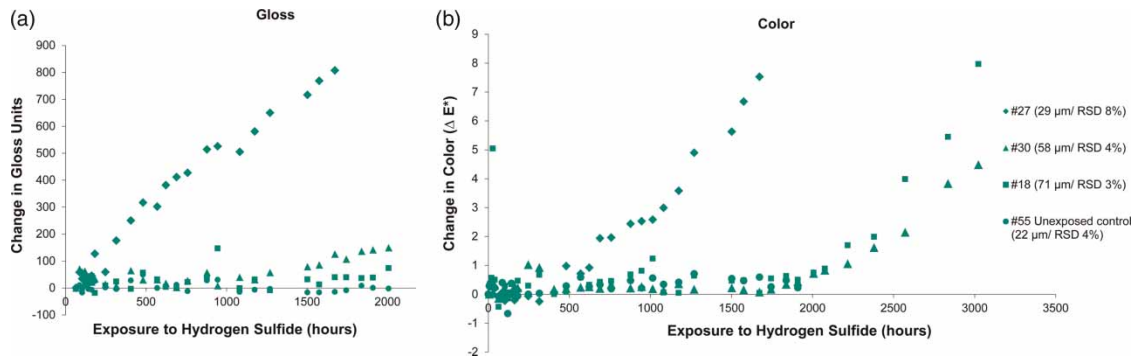 (a)
Gloss
Change in Gloss Units
900
800
700
600
500
400
300
200
100
0
-100
0
500
1000
1500
2000
Exposure to Hydrogen Sulfide (hours)
(b)
Color
Change in Color (Δ E*)
9
8
7
6
5
4
3
2
1
0
-1
-2
0
500
1000
1500
2000
2500
3000
3500
Exposure to Hydrogen Sulfide (hours)
#27 (29 µm/ RSD 8%)
#30 (58 µm/ RSD 4%)
#18 (71 µm/ RSD 3%)
#55 Unexposed control
(22 µm/ RSD 4%)